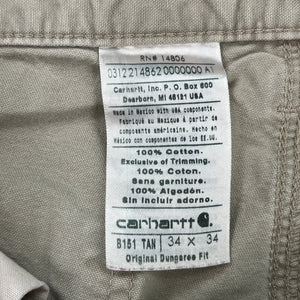 RN# 14806
0312214862 0000000 A1
Carhartt, Inc. P.O. Box 600
Dearborn, MI 48121 USA
Made in Mexico with USA components.
Fabriqué au Mexique à partir de
composants américains. Hecho en
México con componentes de los EE.UU.
100% Cotton.
Exclusive of Trimming.
100% Coton.
Sans garniture.
100% Algodón.
Sin incluir adorno.
carhartt
B151 TAN 34 X 34
Original Dungaree Fit